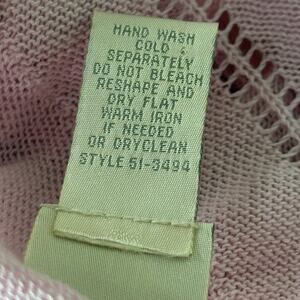 HAND WASH
COLD
SEPARATELY
DO NOT BLEACH
RESHAPE AND
DRY FLAT
WARM IRON
IF NEEDED
OR DRYCLEAN
STYLE 51-3494